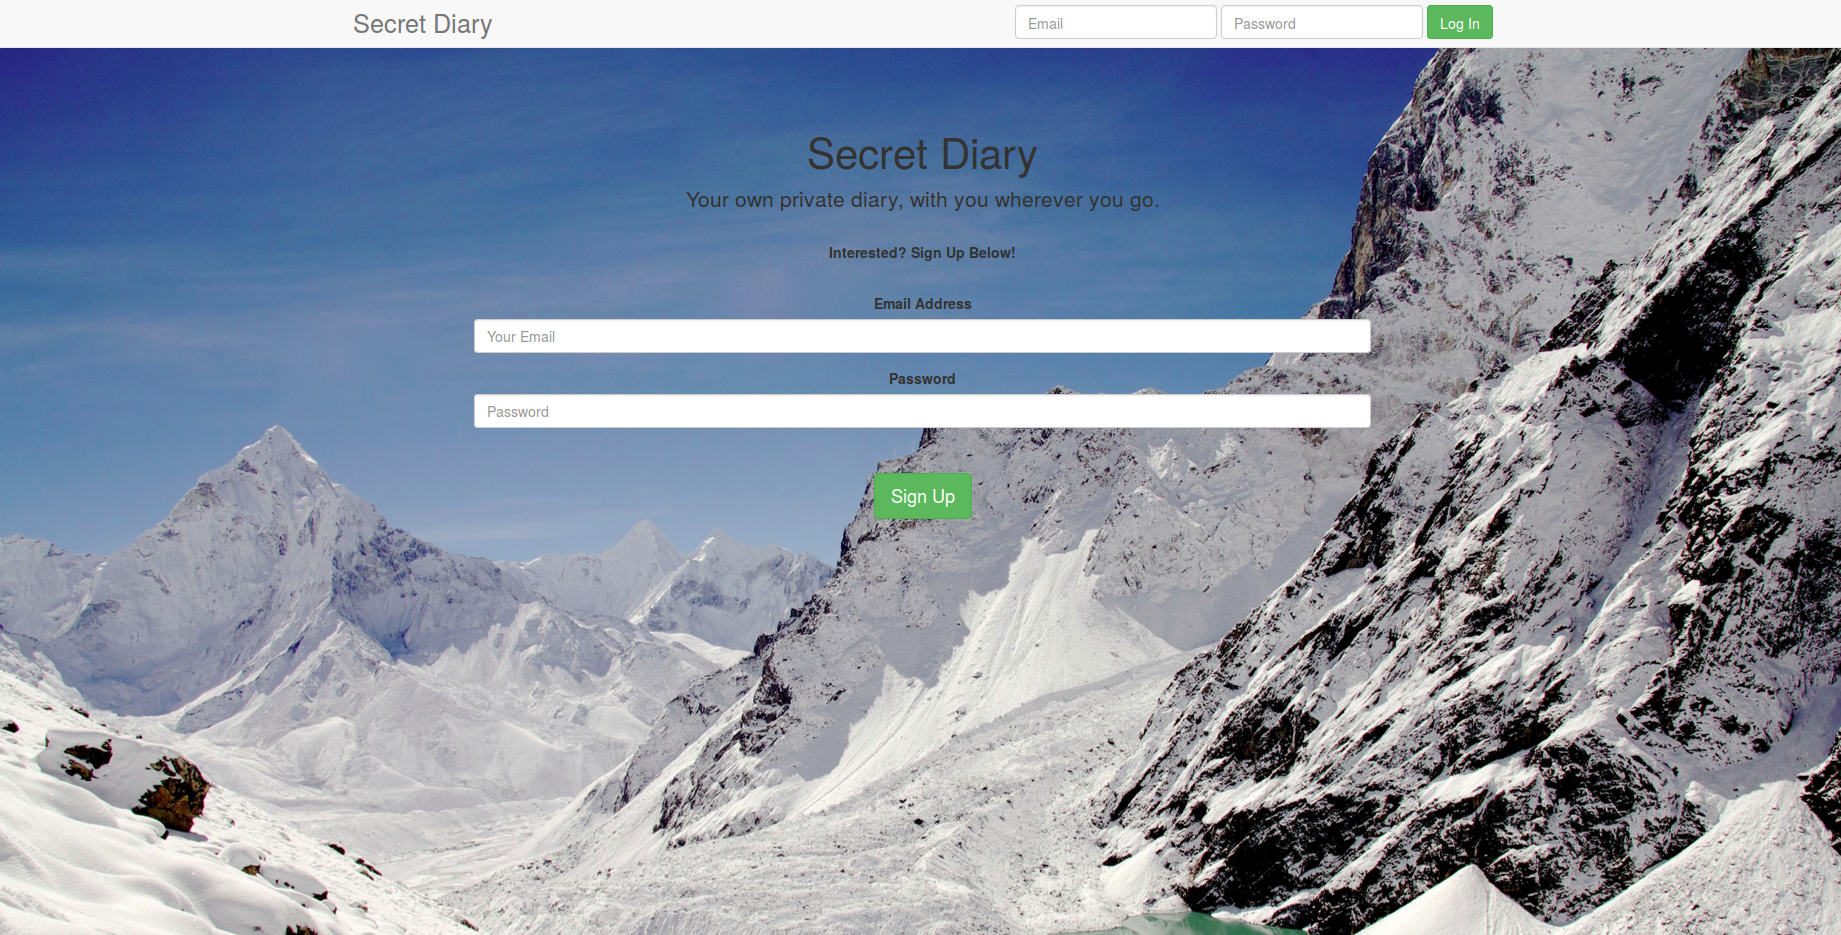 Secret Diary
Email
Password
Log In
Secret Diary
Your own private diary, with you wherever you go.
Interested? Sign Up Below!
Email Address
Your Email
Password
Password
Sign Up